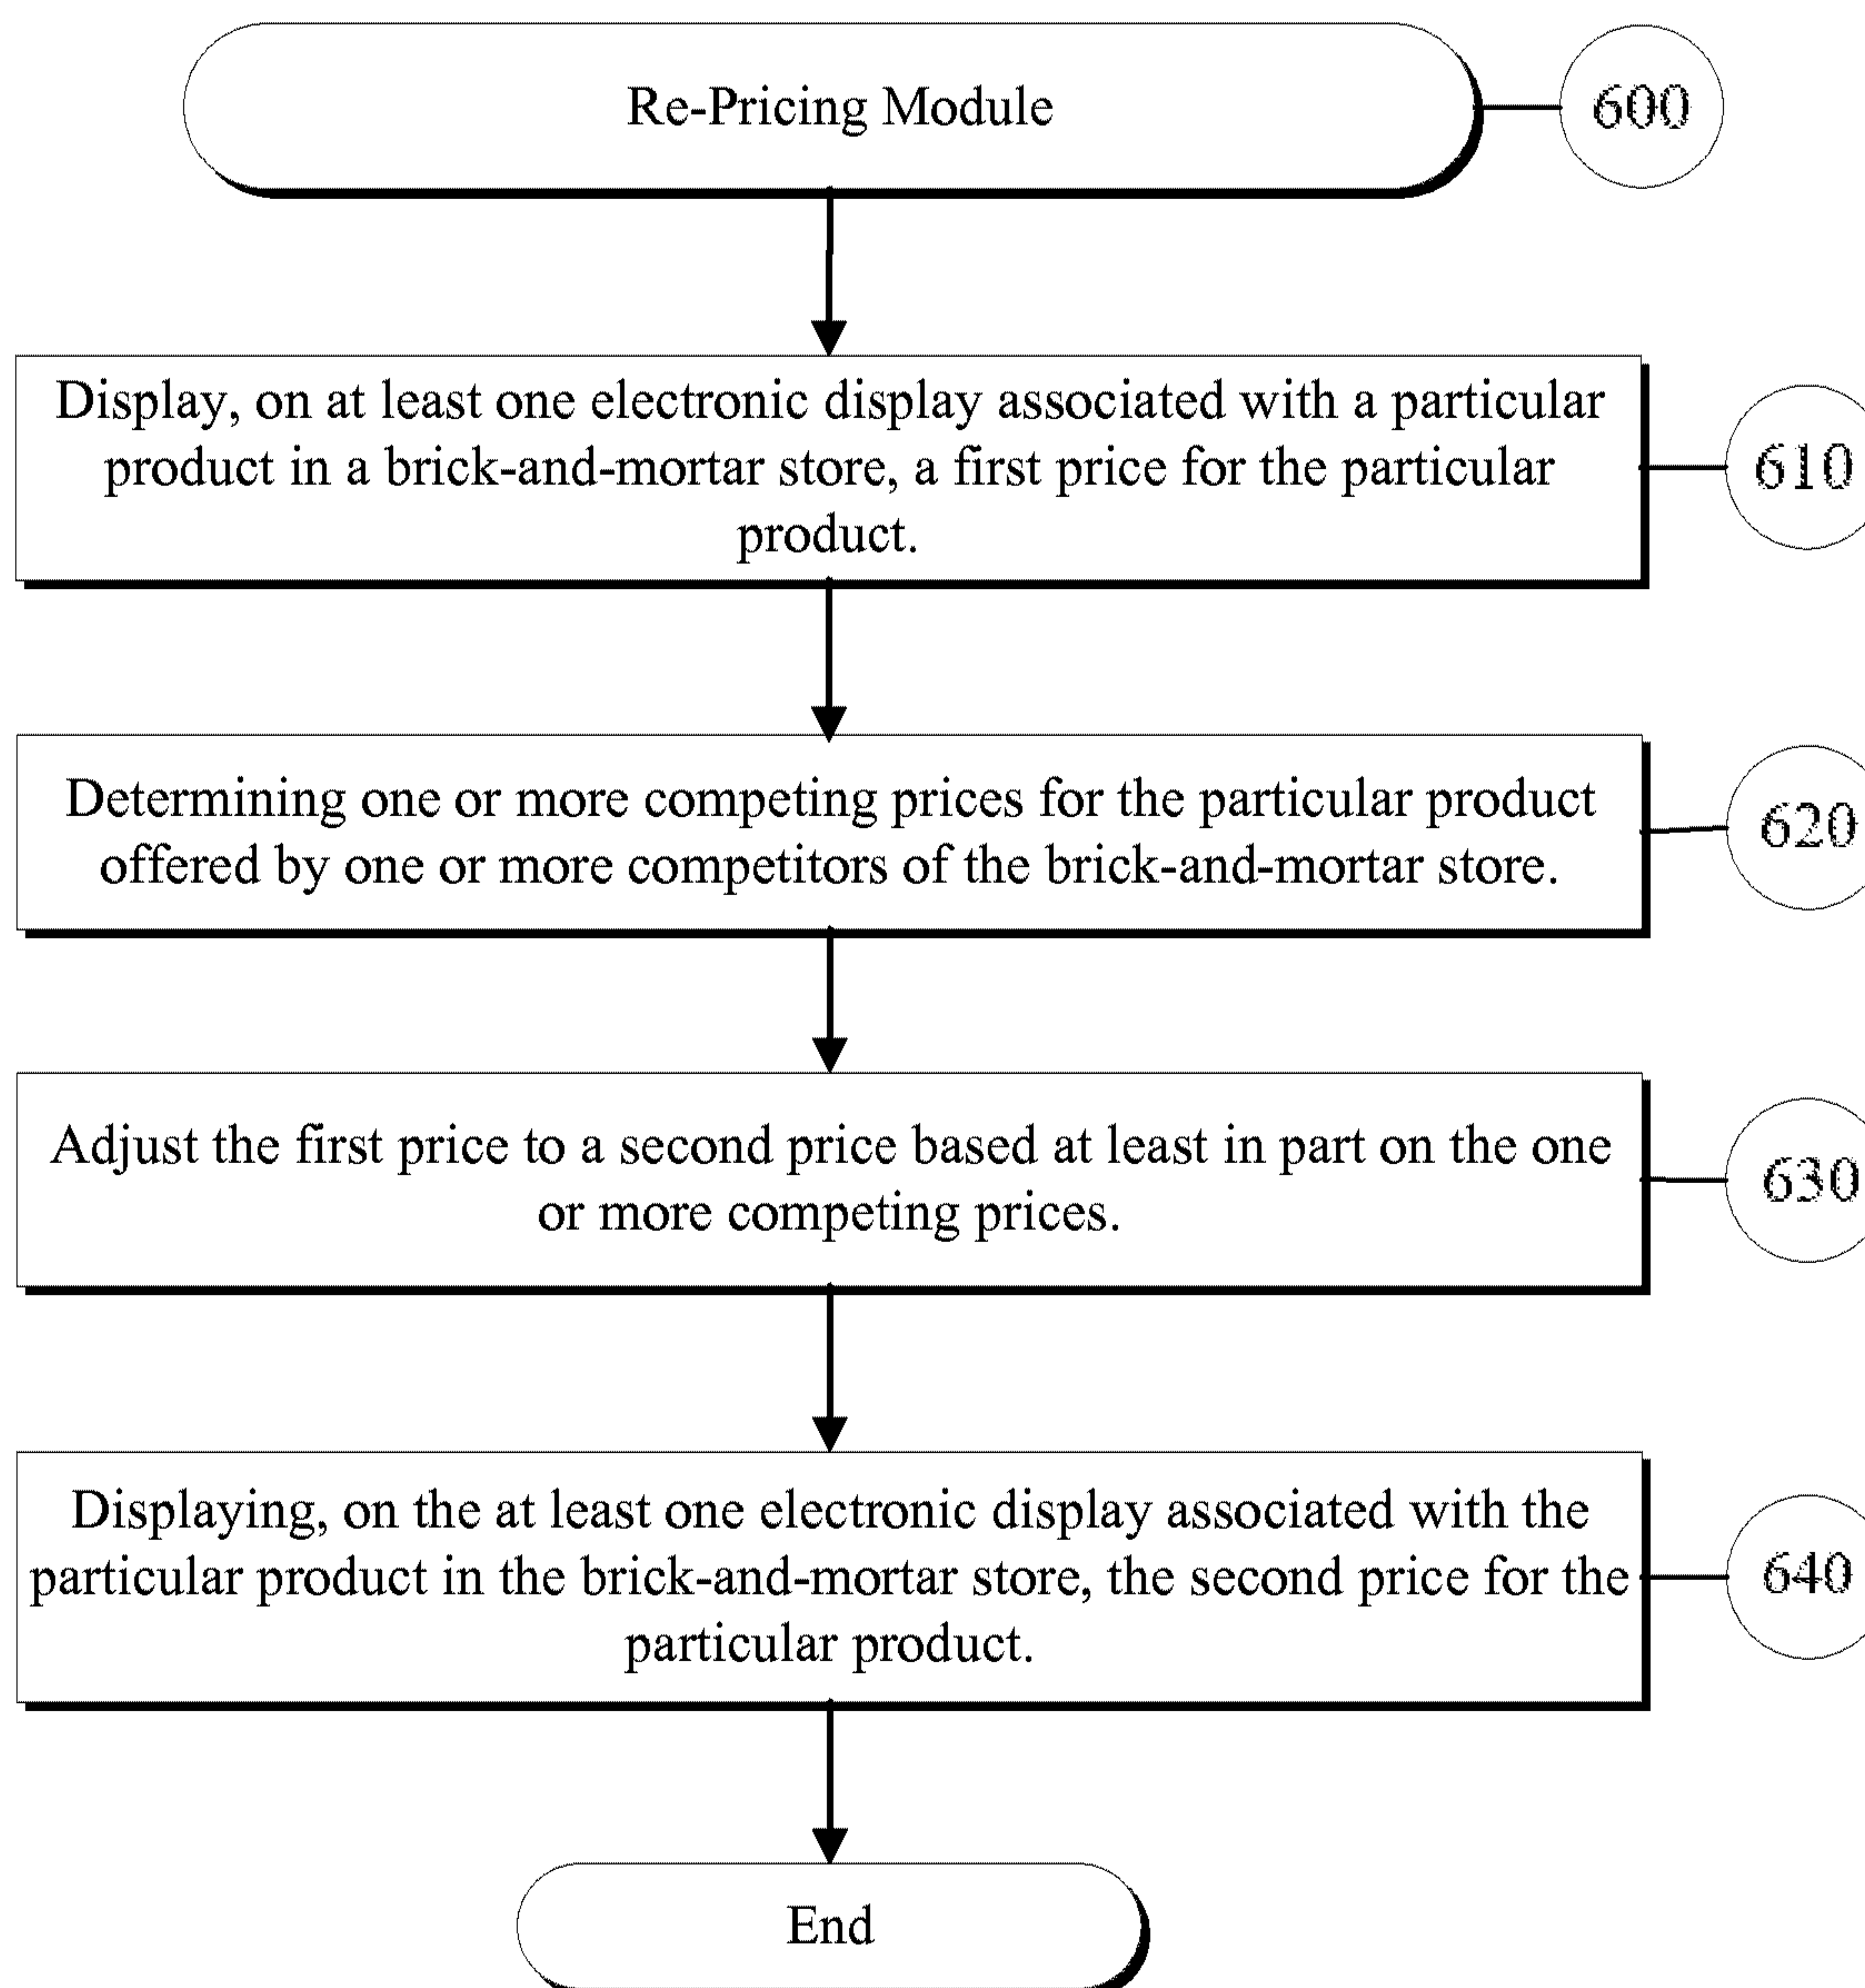 Re-Pricing Module
600
Display, on at least one electronic display associated with a particular
product in a brick-and-mortar store, a first price for the particular
product.
610
Determining one or more competing prices for the particular product
offered by one or more competitors of the brick-and-mortar store.
620
Adjust the first price to a second price based at least in part on the one
or more competing prices.
630
Displaying, on the at least one electronic display associated with the
particular product in the brick-and-mortar store, the second price for the
particular product.
640
End